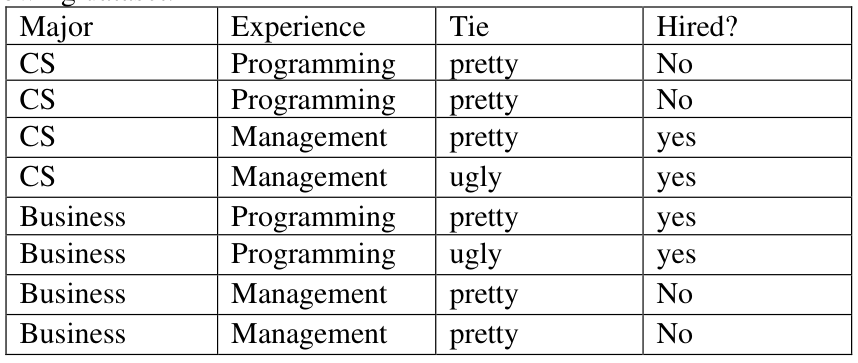 Major Experience Tie Hired?
CS Programming pretty No
CS Programming pretty No
CS Management pretty yes
CS Management ugly yes
Business Programming pretty yes
Business Programming ugly yes
Business Management pretty No
Business Management pretty No